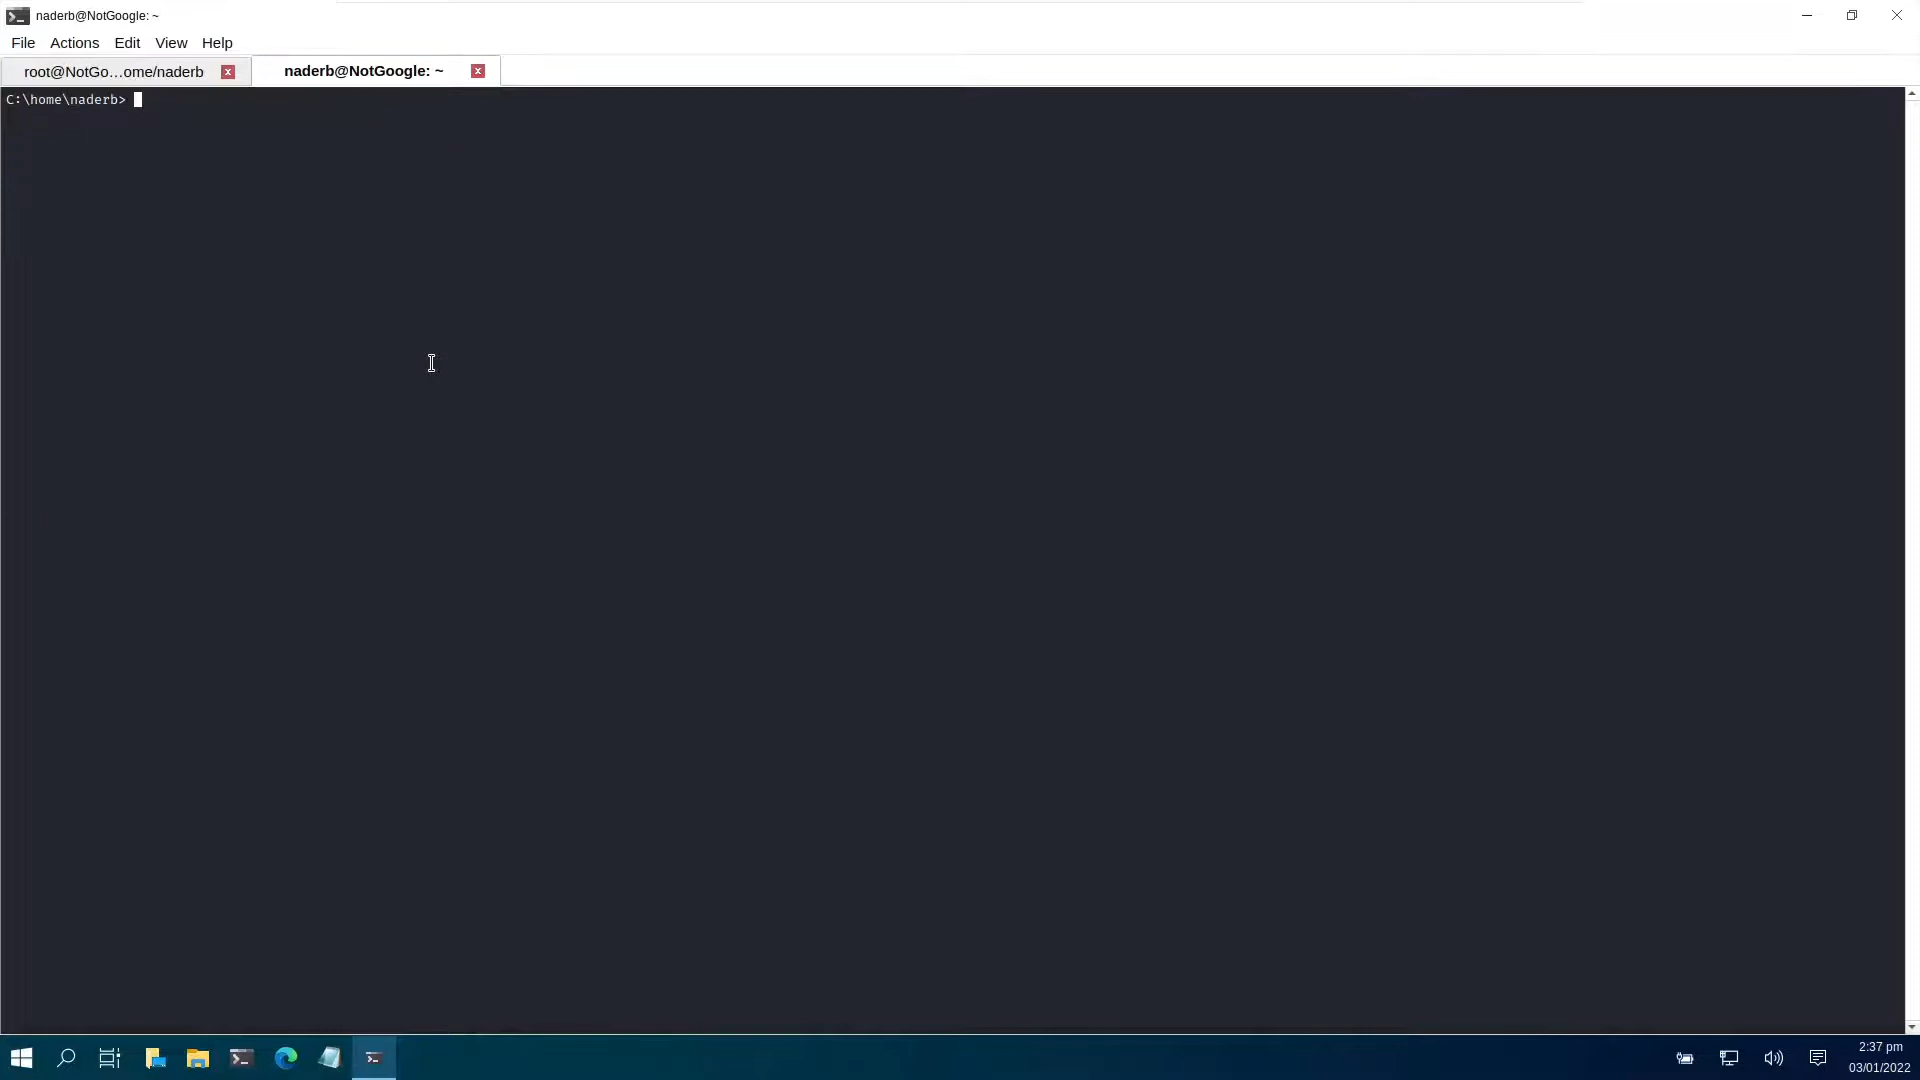 naderb@NotGoogle: ~
File Actions Edit View Help
root@NotGo…ome/naderb
naderb@NotGoogle: ~
C:\home\naderb>
2:37 pm
03/01/2022